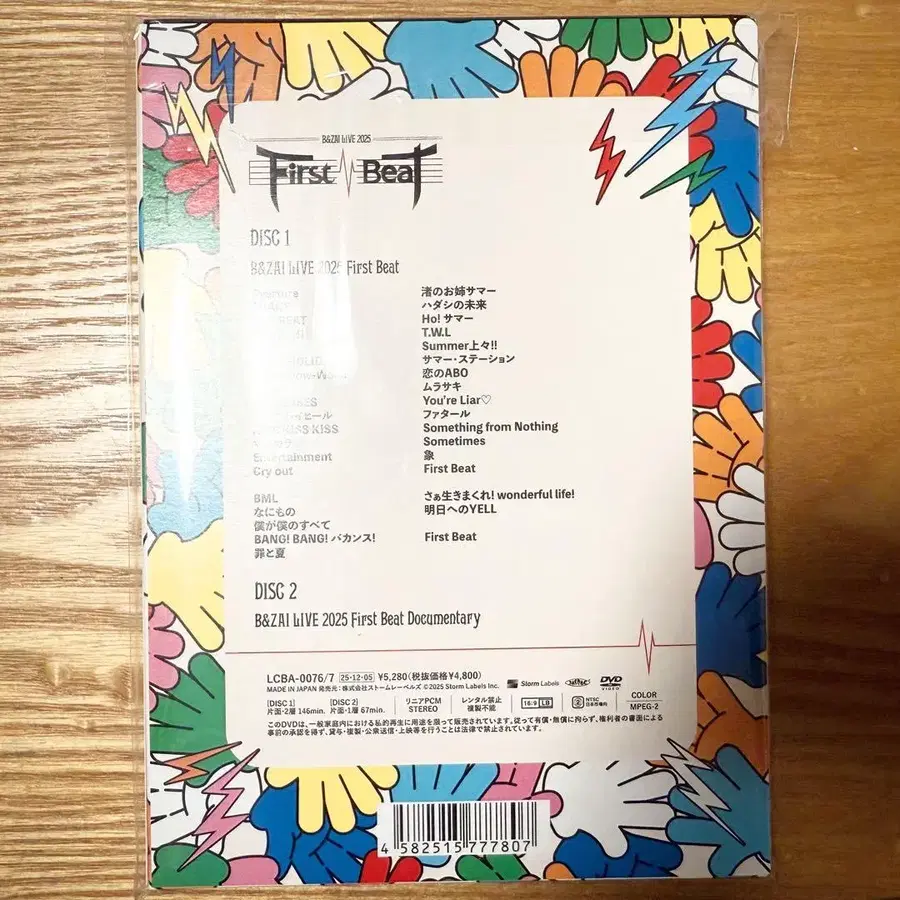 B&ZAI LIVE 2025
First Beat
DISC 1
B&ZAI LIVE 2025 First Beat
Overture
KISS KISS
Entertainment
Cry out
BML
なにもの
僕が僕のすべて
BANG! BANG! バカンス!
罪と夏
渚のお姉サマー
ハダシの未来
Ho! サマー
T.W.L
Summer上々!!
サマー・ステーション
恋のABO
ムラサキ
You're Liar♡
ファタール
Something from Nothing
Sometimes
象
First Beat
さぁ生きまくれ! wonderful life!
明日へのYELL
First Beat
DISC 2
B&ZAI LIVE 2025 First Beat Documentary
LCBA-0076/7 25・12・05 ¥5,280(税抜価格¥4,800)
MADE IN JAPAN 発売元：株式会社ストームレーベルズ ©2025 Storm Labels Inc.
Storm Labels
DVD VIDEO
[DISC 1] 片面・2層 146min.
[DISC 2] 片面・1層 67min.
リニアPCM STEREO
レンタル禁止 複製不能
16:9 LB
2 NTSC 日本市場向
COLOR MPEG-2
このDVDは、一般家庭内における私的再生に用途を限って販売されています。従って有償・無償に拘らず、権利者の書面による
事前の承認を得ず、貸与・複製・公衆送信・上映等を行うことは法律で禁止されています。
4 582515 777807